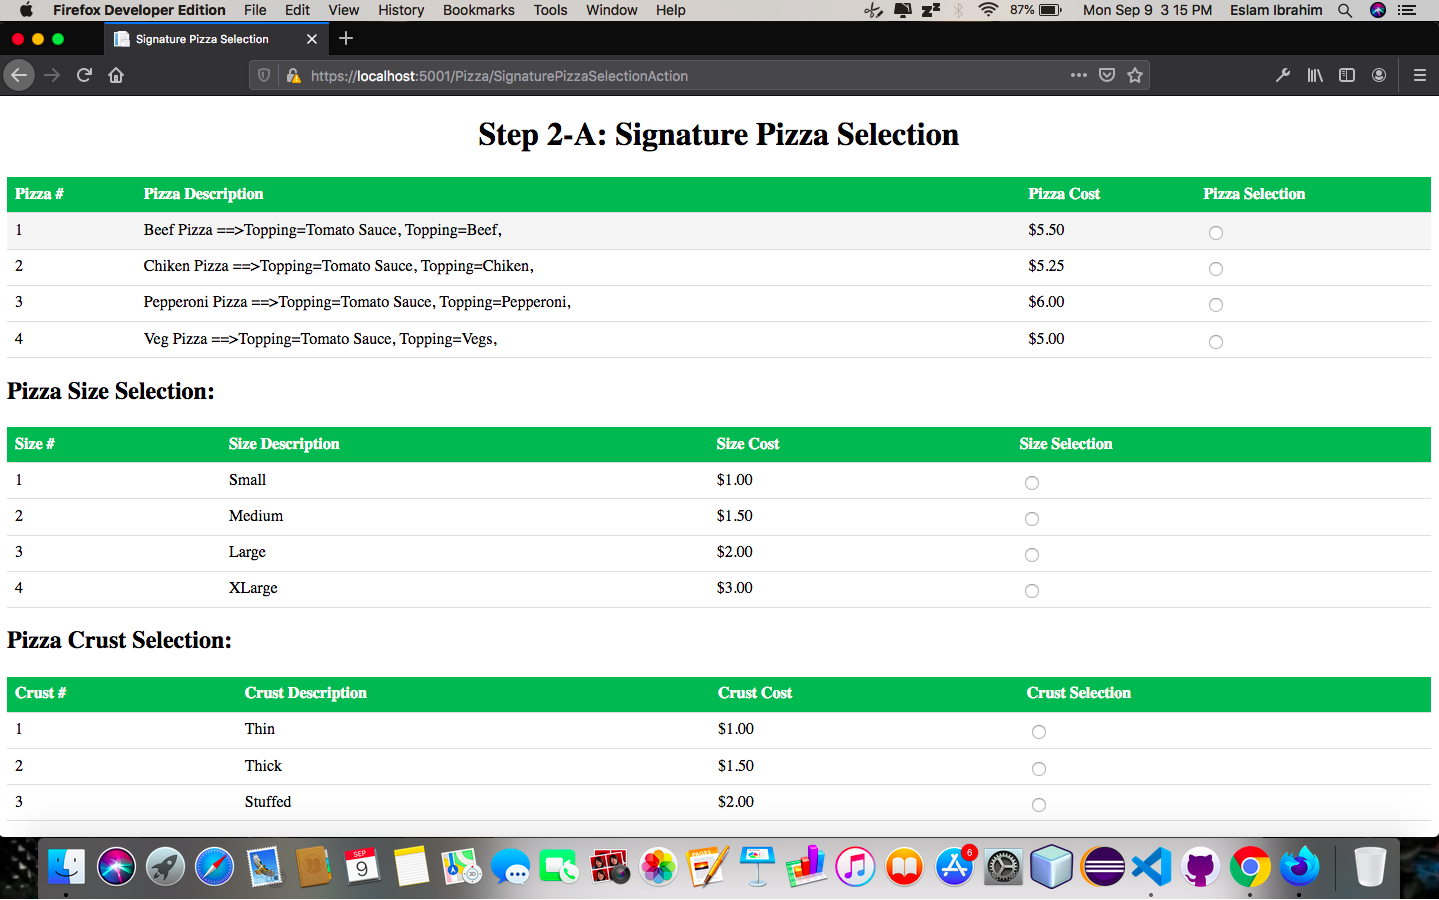 Firefox Developer Edition File Edit View History Bookmarks Tools Window Help 87% Mon Sep 9 3 15 PM Eslam Ibrahim
Signature Pizza Selection
https://localhost:5001/Pizza/SignaturePizzaSelectionAction
Step 2-A: Signature Pizza Selection
Pizza # Pizza Description Pizza Cost Pizza Selection
1 Beef Pizza ==>Topping=Tomato Sauce, Topping=Beef, $5.50
2 Chiken Pizza ==>Topping=Tomato Sauce, Topping=Chiken, $5.25
3 Pepperoni Pizza ==>Topping=Tomato Sauce, Topping=Pepperoni, $6.00
4 Veg Pizza ==>Topping=Tomato Sauce, Topping=Vegs, $5.00
Pizza Size Selection:
Size # Size Description Size Cost Size Selection
1 Small $1.00
2 Medium $1.50
3 Large $2.00
4 XLarge $3.00
Pizza Crust Selection:
Crust # Crust Description Crust Cost Crust Selection
1 Thin $1.00
2 Thick $1.50
3 Stuffed $2.00
SEP
9
PAGES
3D
6